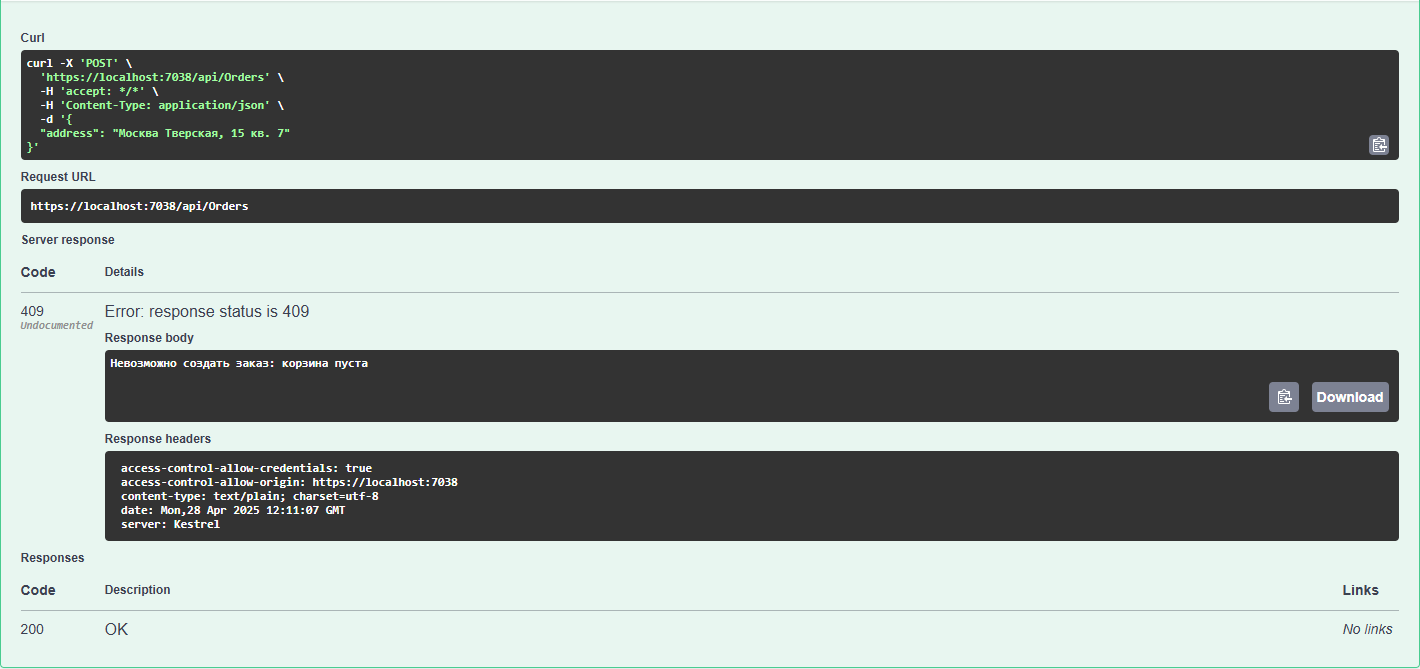 Curl
curl -X 'POST' \
'https://localhost:7038/api/Orders' \
-H 'accept: */*' \
-H 'Content-Type: application/json' \
-d '{
"address": "Москва Тверская, 15 кв. 7"
}'
Request URL
https://localhost:7038/api/Orders
Server response
Code Details
409 Error: response status is 409
Undocumented
Response body
Невозможно создать заказ: корзина пуста
Download
Response headers
access-control-allow-credentials: true
access-control-allow-origin: https://localhost:7038
content-type: text/plain; charset=utf-8
date: Mon,28 Apr 2025 12:11:07 GMT
server: Kestrel
Responses
Code Description Links
200 OK No links